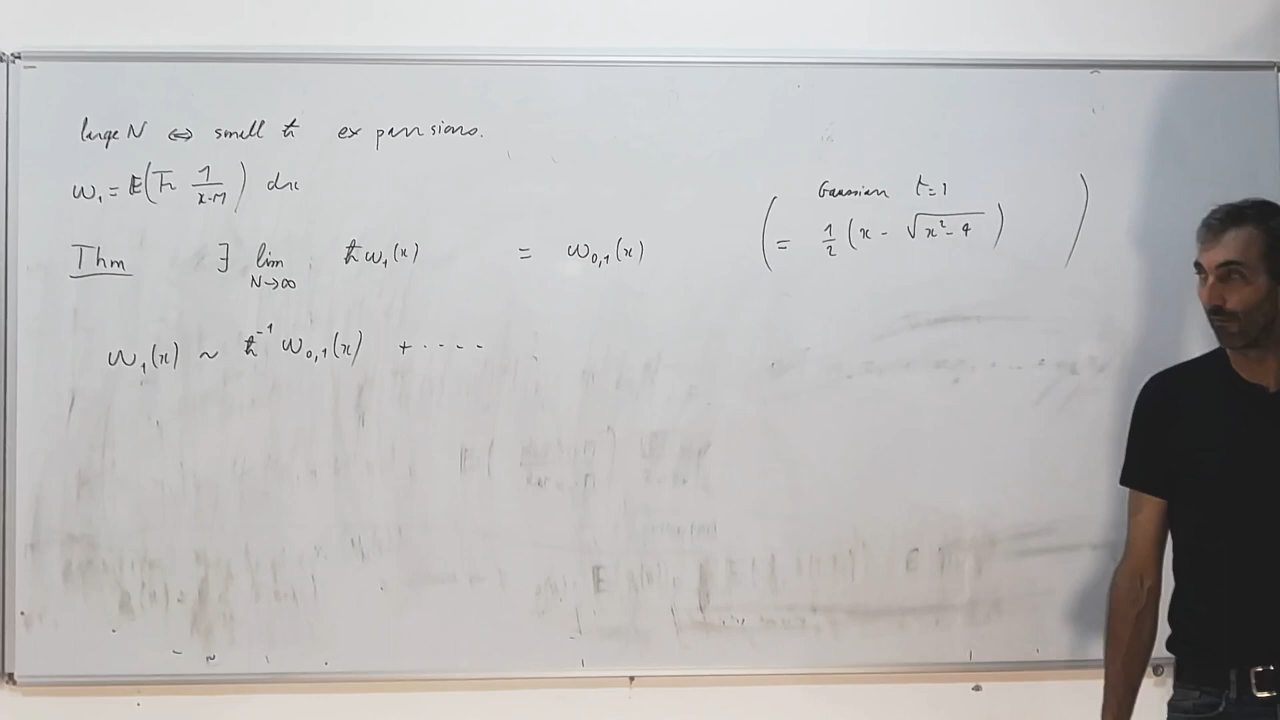 large N ⇔ small ħ expansions.
ω₁ = 𝔼(Tr 1/(x-M)) dx
Gaussian t=1
Thm ∃ lim_{N→∞} ħω₁(x) = ω₀,₁(x) ( = 1/2 (x - √(x²-4)) )
ω₁(x) ~ ħ⁻¹ ω₀,₁(x) + ....